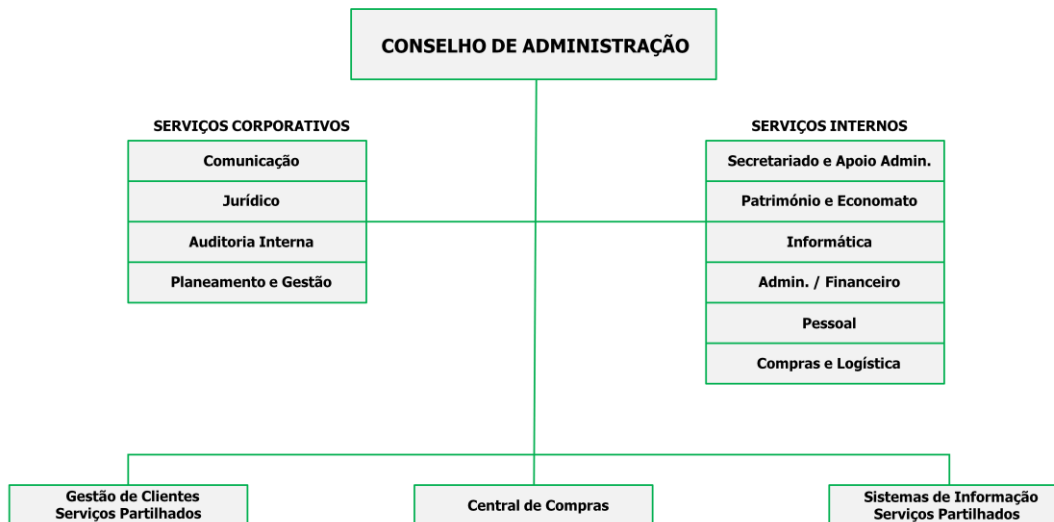 CONSELHO DE ADMINISTRAÇÃO
SERVIÇOS CORPORATIVOS
Comunicação
Jurídico
Auditoria Interna
Planeamento e Gestão
SERVIÇOS INTERNOS
Secretariado e Apoio Admin.
Património e Economato
Informática
Admin. / Financeiro
Pessoal
Compras e Logística
Gestão de Clientes
Serviços Partilhados
Central de Compras
Sistemas de Informação
Serviços Partilhados